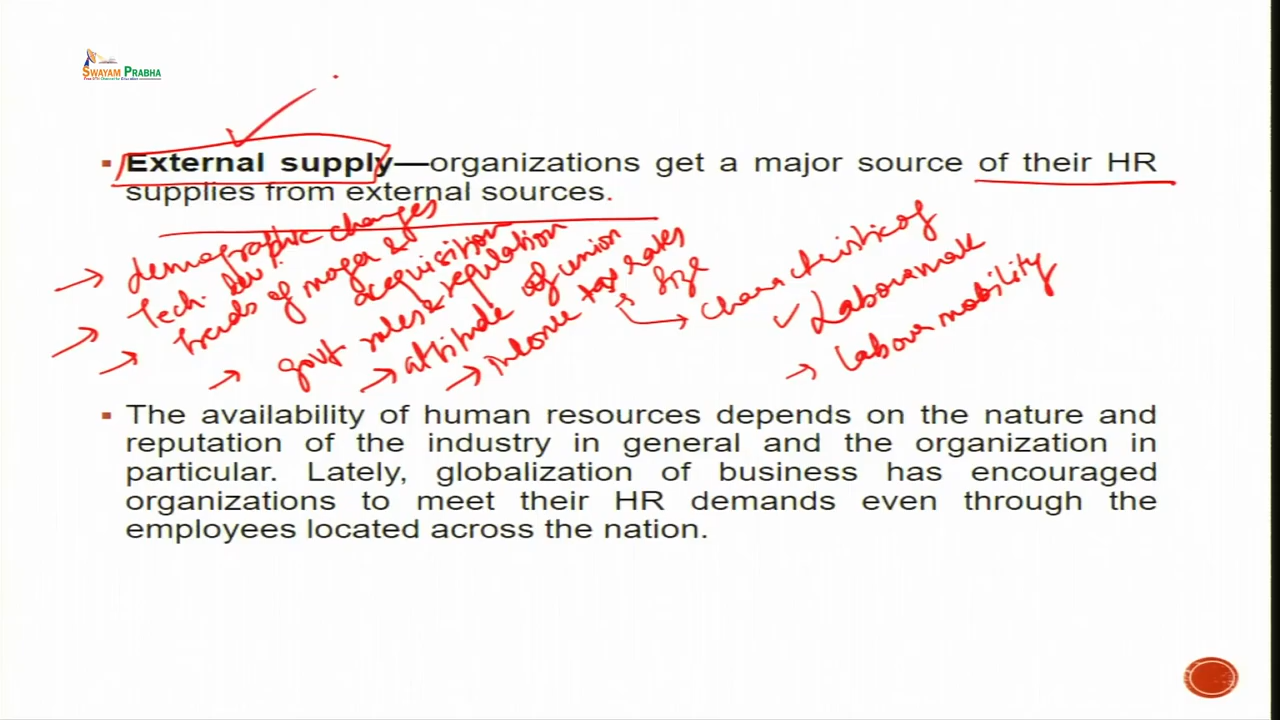 SWAYAM PRABHA
External supply—organizations get a major source of their HR
supplies from external sources.
demographic changes
Tech. dev!
trends of merger &
acquisition
govt rules & regulation
attitude of union
income tax rates
size
characteristic of
Labour
labour mobility
The availability of human resources depends on the nature and
reputation of the industry in general and the organization in
particular. Lately, globalization of business has encouraged
organizations to meet their HR demands even through the
employees located across the nation.